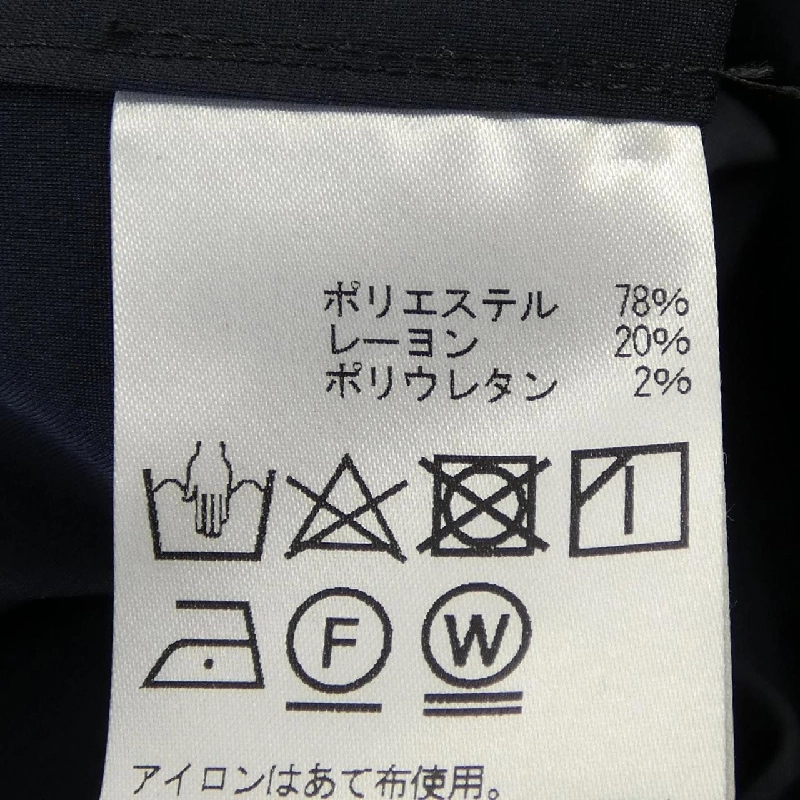 ポリエステル 78%
レーヨン 20%
ポリウレタン 2%
F W
アイロンはあて布使用。